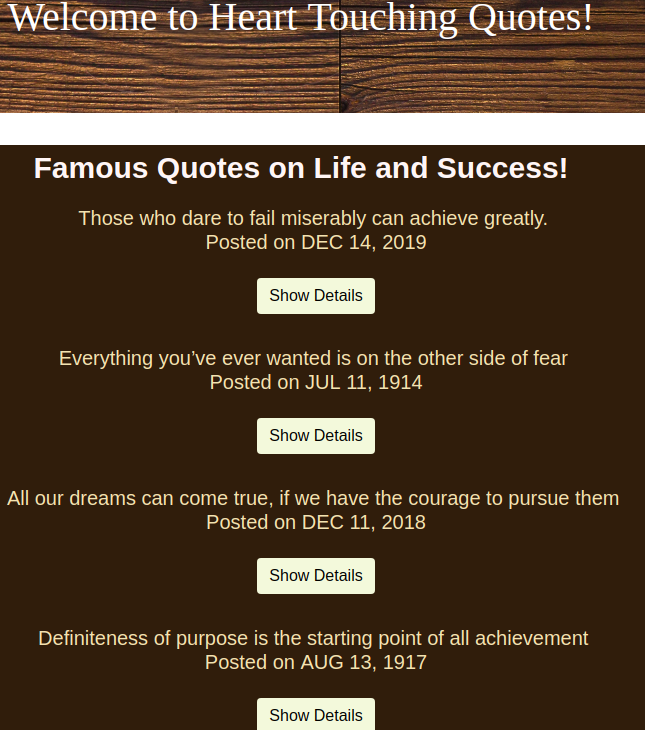 Welcome to Heart Touching Quotes!
Famous Quotes on Life and Success!
Those who dare to fail miserably can achieve greatly.
Posted on DEC 14, 2019
Show Details
Everything you’ve ever wanted is on the other side of fear
Posted on JUL 11, 1914
Show Details
All our dreams can come true, if we have the courage to pursue them
Posted on DEC 11, 2018
Show Details
Definiteness of purpose is the starting point of all achievement
Posted on AUG 13, 1917
Show Details